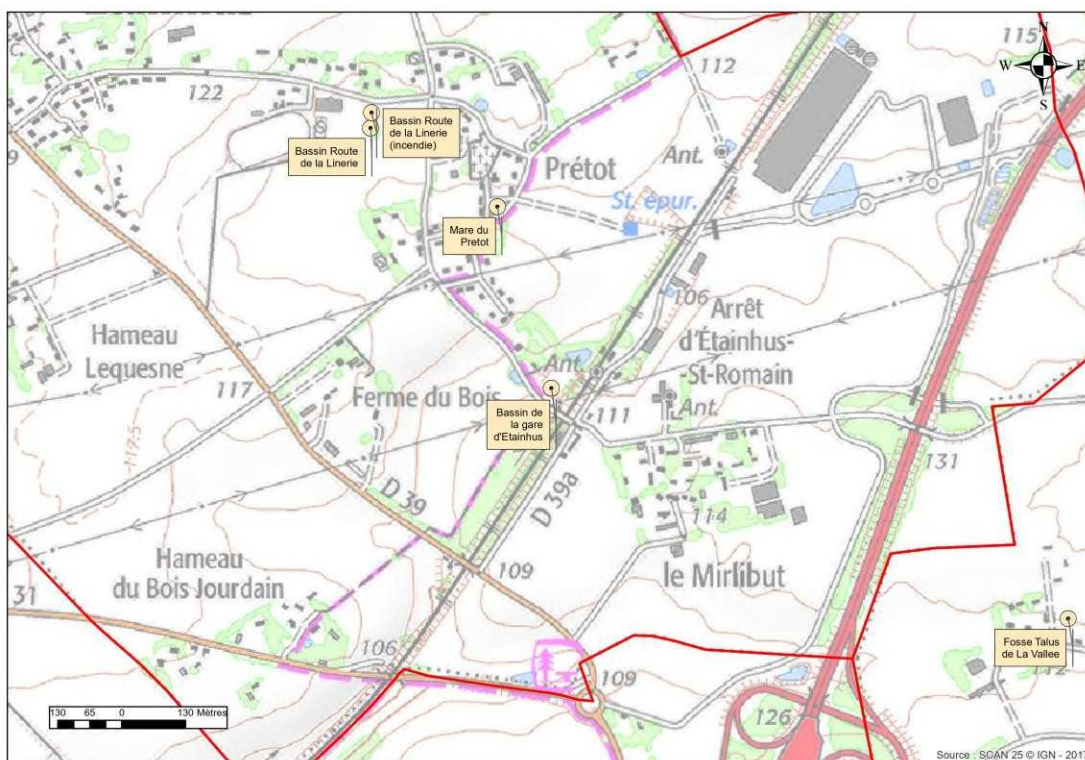 112
115
N
W E
S
122
Bassin Route
de la Linerie
(incendie)
Bassin Route
de la Linerie
Ant.
Prétot
St. épur.
Mare du
Pretot
106
Arrêt
d'Étainhus-
-St-Romain
Hameau
Lequesne
117
Ferme du Bois
Ant.
Ant.
Bassin de
la gare
d'Etainhus
111
131
117.5
D 39
D 39a
114
Hameau
du Bois Jourdain
109
le Mirlibut
31
106
109
Fosse Talus
de La Vallee
112
126
130 65 0 130 Mètres
Source : SCAN 25 © IGN - 2017